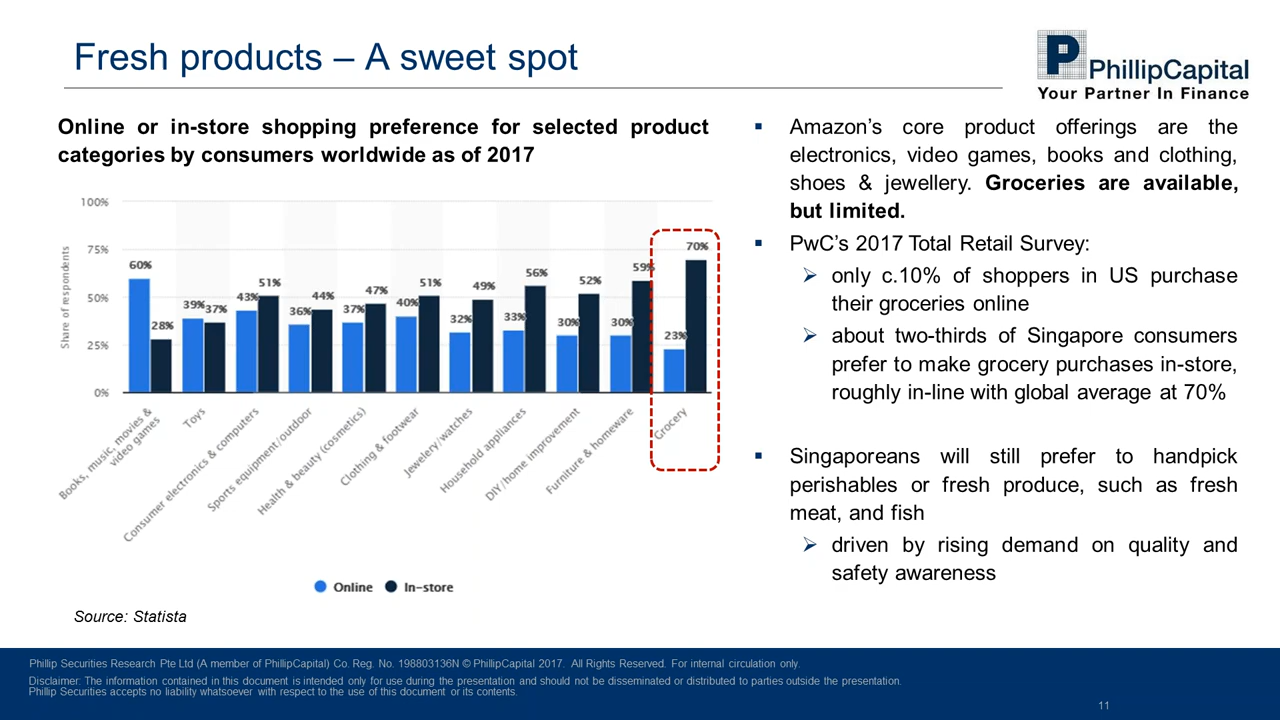 Fresh products – A sweet spot
PhillipCapital
Your Partner In Finance
Online or in-store shopping preference for selected product
categories by consumers worldwide as of 2017
Share of respondents
100%
75%
50%
25%
0%
60%
28%
39%
37%
43%
51%
36%
44%
37%
47%
40%
51%
32%
49%
33%
56%
30%
52%
30%
59%
23%
70%
Books, music, movies &
video games
Toys
Consumer electronics & computers
Sports equipment/outdoor
Health & beauty (cosmetics)
Clothing & footwear
Jewelery/watches
Household appliances
DIY/home improvement
Furniture & homeware
Grocery
Online
In-store
Source: Statista
▪ Amazon’s core product offerings are the
electronics, video games, books and clothing,
shoes & jewellery. Groceries are available,
but limited.
▪ PwC’s 2017 Total Retail Survey:
➢ only c.10% of shoppers in US purchase
their groceries online
➢ about two-thirds of Singapore consumers
prefer to make grocery purchases in-store,
roughly in-line with global average at 70%
▪ Singaporeans will still prefer to handpick
perishables or fresh produce, such as fresh
meat, and fish
➢ driven by rising demand on quality and
safety awareness
Phillip Securities Research Pte Ltd (A member of PhillipCapital) Co. Reg. No. 198803136N © PhillipCapital 2017. All Rights Reserved. For internal circulation only.
Disclaimer: The information contained in this document is intended only for use during the presentation and should not be disseminated or distributed to parties outside the presentation.
Phillip Securities accepts no liability whatsoever with respect to the use of this document or its contents.
11